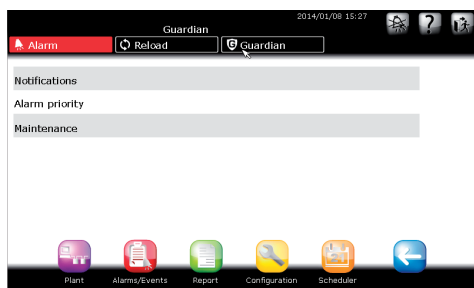 2014/01/08 15:27
Guardian
Alarm Reload Guardian
Notifications
Alarm priority
Maintenance
Plant Alarms/Events Report Configuration Scheduler